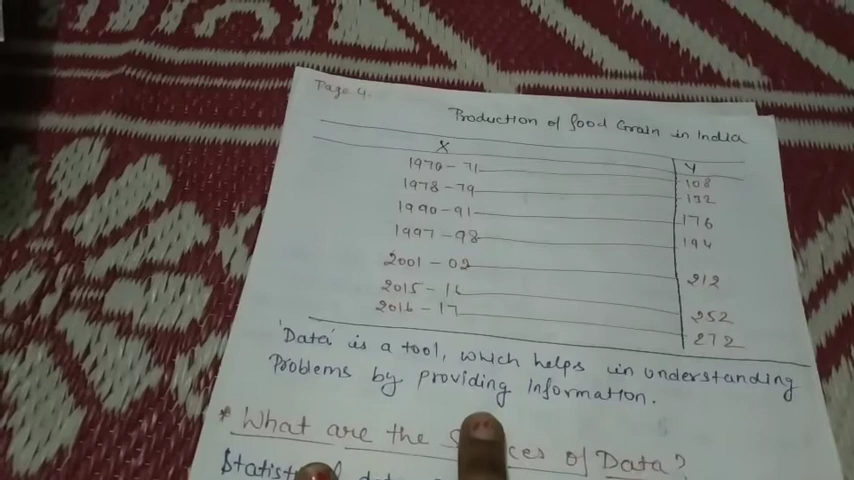 Page 4.
Production of food Grain in India
X Y
1970-71 108
1978-79 132
1990-91 176
1997-98 194
2001-02 212
2015-16 252
2016-17 272
'Data' is a tool, which helps in understanding
Problems by providing information.
* What are the ces of Data?